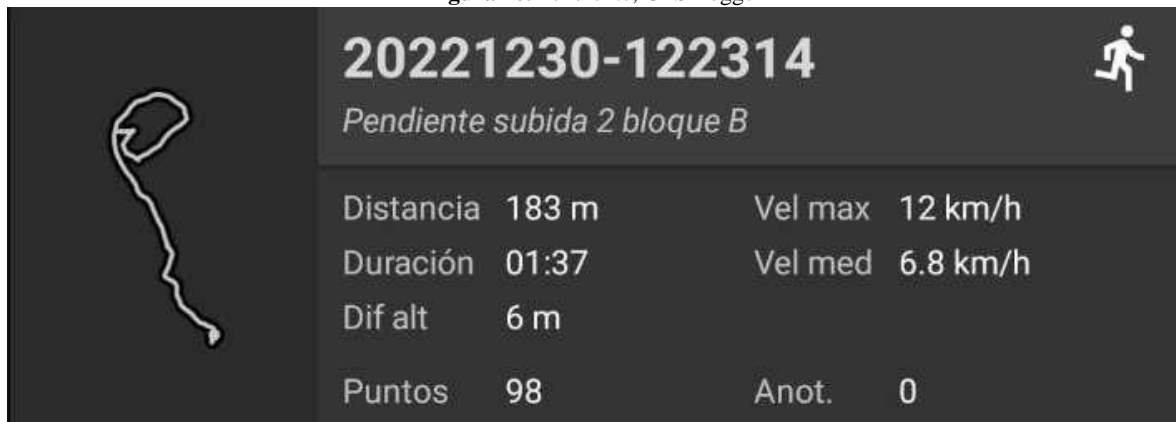 20221230-122314
Pendiente subida 2 bloque B
Distancia 183 m Vel max 12 km/h
Duración 01:37 Vel med 6.8 km/h
Dif alt 6 m
Puntos 98 Anot. 0